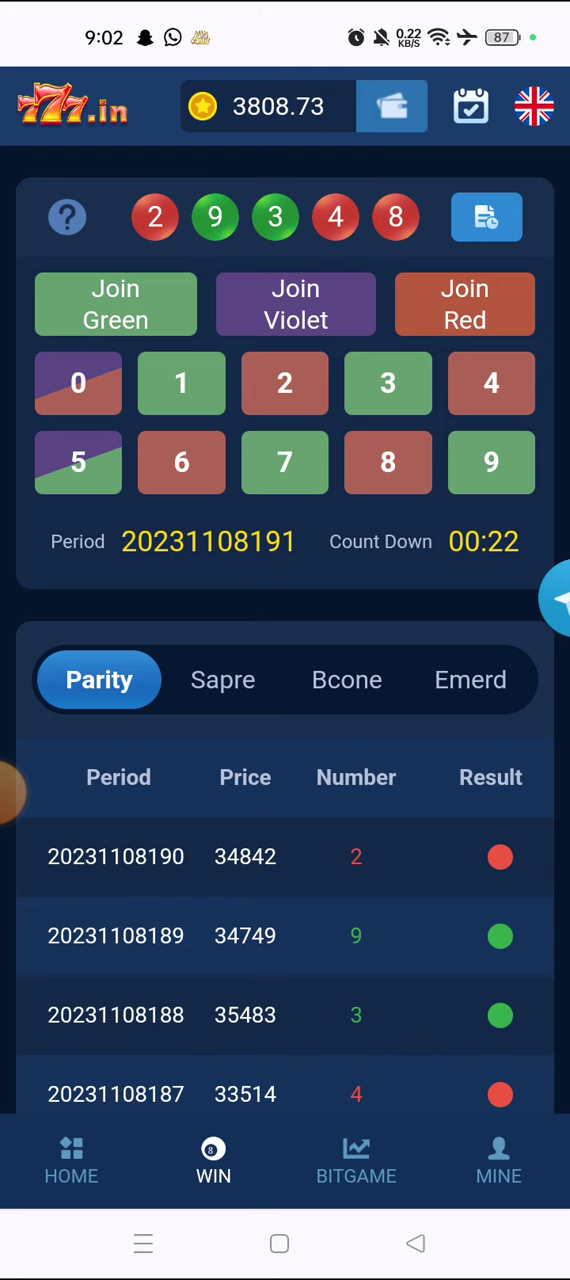 9:02 0.22 KB/S 87
777.in 3808.73
? 2 9 3 4 8
Join Green Join Violet Join Red
0 1 2 3 4
5 6 7 8 9
Period 20231108191 Count Down 00:22
Parity Sapre Bcone Emerd
Period Price Number Result
20231108190 34842 2
20231108189 34749 9
20231108188 35483 3
20231108187 33514 4
8
HOME WIN BITGAME MINE